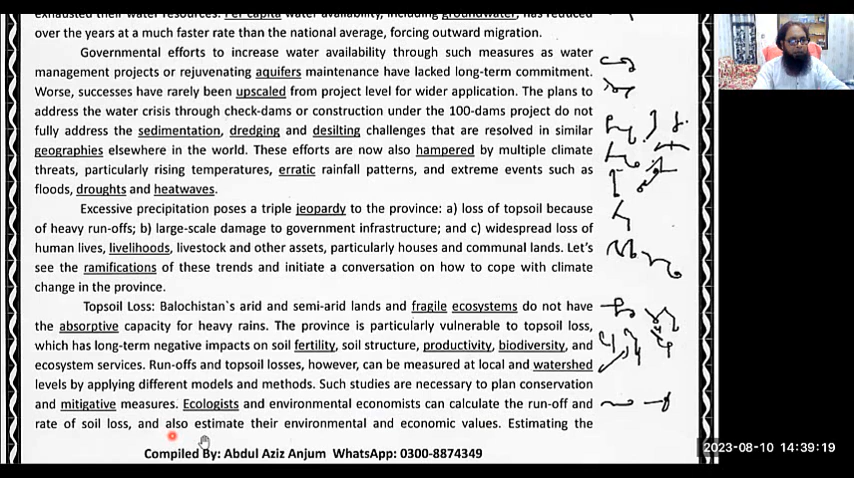 exhausted their water resources. Per capita water availability, including groundwater, has reduced
over the years at a much faster rate than the national average, forcing outward migration.
Governmental efforts to increase water availability through such measures as water
management projects or rejuvenating aquifers maintenance have lacked long-term commitment.
Worse, successes have rarely been upscaled from project level for wider application. The plans to
address the water crisis through check-dams or construction under the 100-dams project do not
fully address the sedimentation, dredging and desilting challenges that are resolved in similar
geographies elsewhere in the world. These efforts are now also hampered by multiple climate
threats, particularly rising temperatures, erratic rainfall patterns, and extreme events such as
floods, droughts and heatwaves.
Excessive precipitation poses a triple jeopardy to the province: a) loss of topsoil because
of heavy run-offs; b) large-scale damage to government infrastructure; and c) widespread loss of
human lives, livelihoods, livestock and other assets, particularly houses and communal lands. Let's
see the ramifications of these trends and initiate a conversation on how to cope with climate
change in the province.
Topsoil Loss: Balochistan`s arid and semi-arid lands and fragile ecosystems do not have
the absorptive capacity for heavy rains. The province is particularly vulnerable to topsoil loss,
which has long-term negative impacts on soil fertility, soil structure, productivity, biodiversity, and
ecosystem services. Run-offs and topsoil losses, however, can be measured at local and watershed
levels by applying different models and methods. Such studies are necessary to plan conservation
and mitigative measures. Ecologists and environmental economists can calculate the run-off and
rate of soil loss, and also estimate their environmental and economic values. Estimating the
Compiled By: Abdul Aziz Anjum WhatsApp: 0300-8874349
2023-08-10 14:39:19